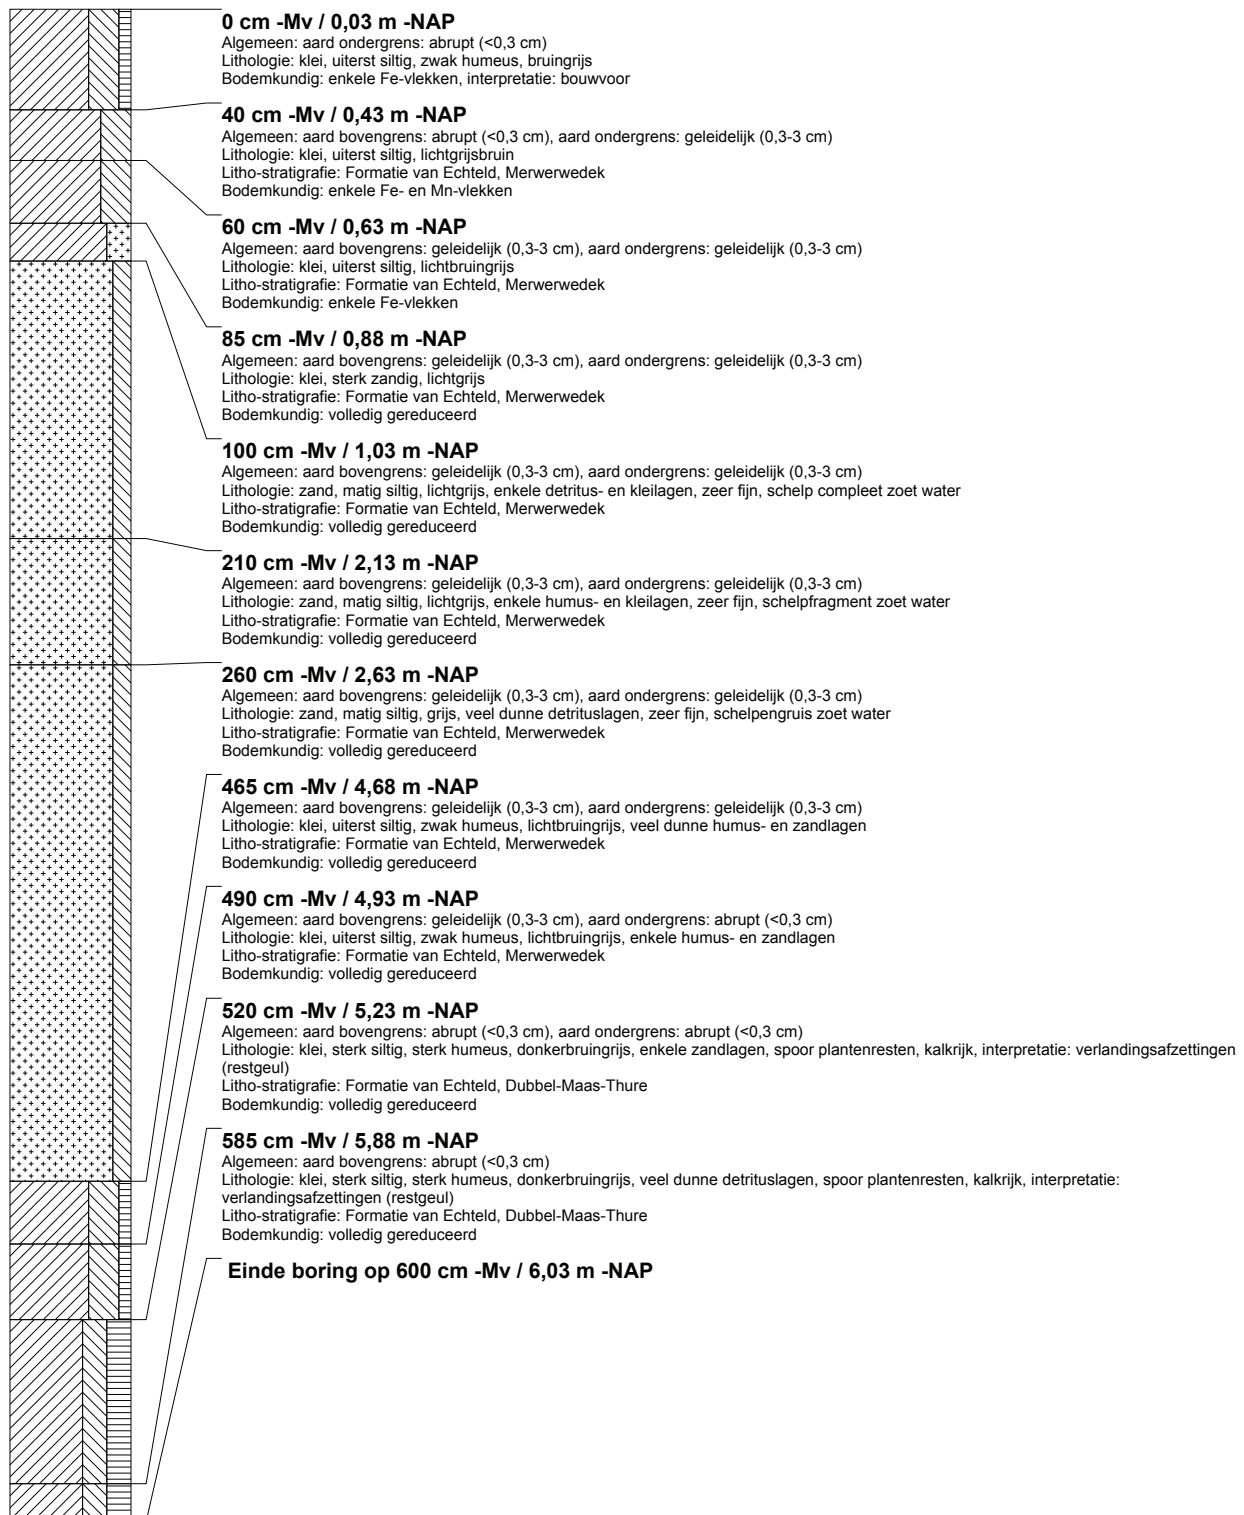 0 cm -Mv / 0,03 m -NAP
Algemeen: aard ondergrens: abrupt (<0,3 cm)
Lithologie: klei, uiterst siltig, zwak humeus, bruingrijs
Bodemkundig: enkele Fe-vlekken, interpretatie: bouwvoor
40 cm -Mv / 0,43 m -NAP
Algemeen: aard bovengrens: abrupt (<0,3 cm), aard ondergrens: geleidelijk (0,3-3 cm)
Lithologie: klei, uiterst siltig, lichtgrijsbruin
Litho-stratigrafie: Formatie van Echteld, Merwerwedek
Bodemkundig: enkele Fe- en Mn-vlekken
60 cm -Mv / 0,63 m -NAP
Algemeen: aard bovengrens: geleidelijk (0,3-3 cm), aard ondergrens: geleidelijk (0,3-3 cm)
Lithologie: klei, uiterst siltig, lichtbruingrijs
Litho-stratigrafie: Formatie van Echteld, Merwerwedek
Bodemkundig: enkele Fe-vlekken
85 cm -Mv / 0,88 m -NAP
Algemeen: aard bovengrens: geleidelijk (0,3-3 cm), aard ondergrens: geleidelijk (0,3-3 cm)
Lithologie: klei, sterk zandig, lichtgrijs
Litho-stratigrafie: Formatie van Echteld, Merwerwedek
Bodemkundig: volledig gereduceerd
100 cm -Mv / 1,03 m -NAP
Algemeen: aard bovengrens: geleidelijk (0,3-3 cm), aard ondergrens: geleidelijk (0,3-3 cm)
Lithologie: zand, matig siltig, lichtgrijs, enkele detritus- en kleilagen, zeer fijn, schelp compleet zoet water
Litho-stratigrafie: Formatie van Echteld, Merwerwedek
Bodemkundig: volledig gereduceerd
210 cm -Mv / 2,13 m -NAP
Algemeen: aard bovengrens: geleidelijk (0,3-3 cm), aard ondergrens: geleidelijk (0,3-3 cm)
Lithologie: zand, matig siltig, lichtgrijs, enkele humus- en kleilagen, zeer fijn, schelpfragment zoet water
Litho-stratigrafie: Formatie van Echteld, Merwerwedek
Bodemkundig: volledig gereduceerd
260 cm -Mv / 2,63 m -NAP
Algemeen: aard bovengrens: geleidelijk (0,3-3 cm), aard ondergrens: geleidelijk (0,3-3 cm)
Lithologie: zand, matig siltig, grijs, veel dunne detrituslagen, zeer fijn, schelpengruis zoet water
Litho-stratigrafie: Formatie van Echteld, Merwerwedek
Bodemkundig: volledig gereduceerd
465 cm -Mv / 4,68 m -NAP
Algemeen: aard bovengrens: geleidelijk (0,3-3 cm), aard ondergrens: geleidelijk (0,3-3 cm)
Lithologie: klei, uiterst siltig, zwak humeus, lichtbruingrijs, veel dunne humus- en zandlagen
Litho-stratigrafie: Formatie van Echteld, Merwerwedek
Bodemkundig: volledig gereduceerd
490 cm -Mv / 4,93 m -NAP
Algemeen: aard bovengrens: geleidelijk (0,3-3 cm), aard ondergrens: abrupt (<0,3 cm)
Lithologie: klei, uiterst siltig, zwak humeus, lichtbruingrijs, enkele humus- en zandlagen
Litho-stratigrafie: Formatie van Echteld, Merwerwedek
Bodemkundig: volledig gereduceerd
520 cm -Mv / 5,23 m -NAP
Algemeen: aard bovengrens: abrupt (<0,3 cm), aard ondergrens: abrupt (<0,3 cm)
Lithologie: klei, sterk siltig, sterk humeus, donkerbruingrijs, enkele zandlagen, spoor plantenresten, kalkrijk, interpretatie: verlandingsafzettingen
(restgeul)
Litho-stratigrafie: Formatie van Echteld, Dubbel-Maas-Thure
Bodemkundig: volledig gereduceerd
585 cm -Mv / 5,88 m -NAP
Algemeen: aard bovengrens: abrupt (<0,3 cm)
Lithologie: klei, sterk siltig, sterk humeus, donkerbruingrijs, veel dunne detrituslagen, spoor plantenresten, kalkrijk, interpretatie:
verlandingsafzettingen (restgeul)
Litho-stratigrafie: Formatie van Echteld, Dubbel-Maas-Thure
Bodemkundig: volledig gereduceerd
Einde boring op 600 cm -Mv / 6,03 m -NAP